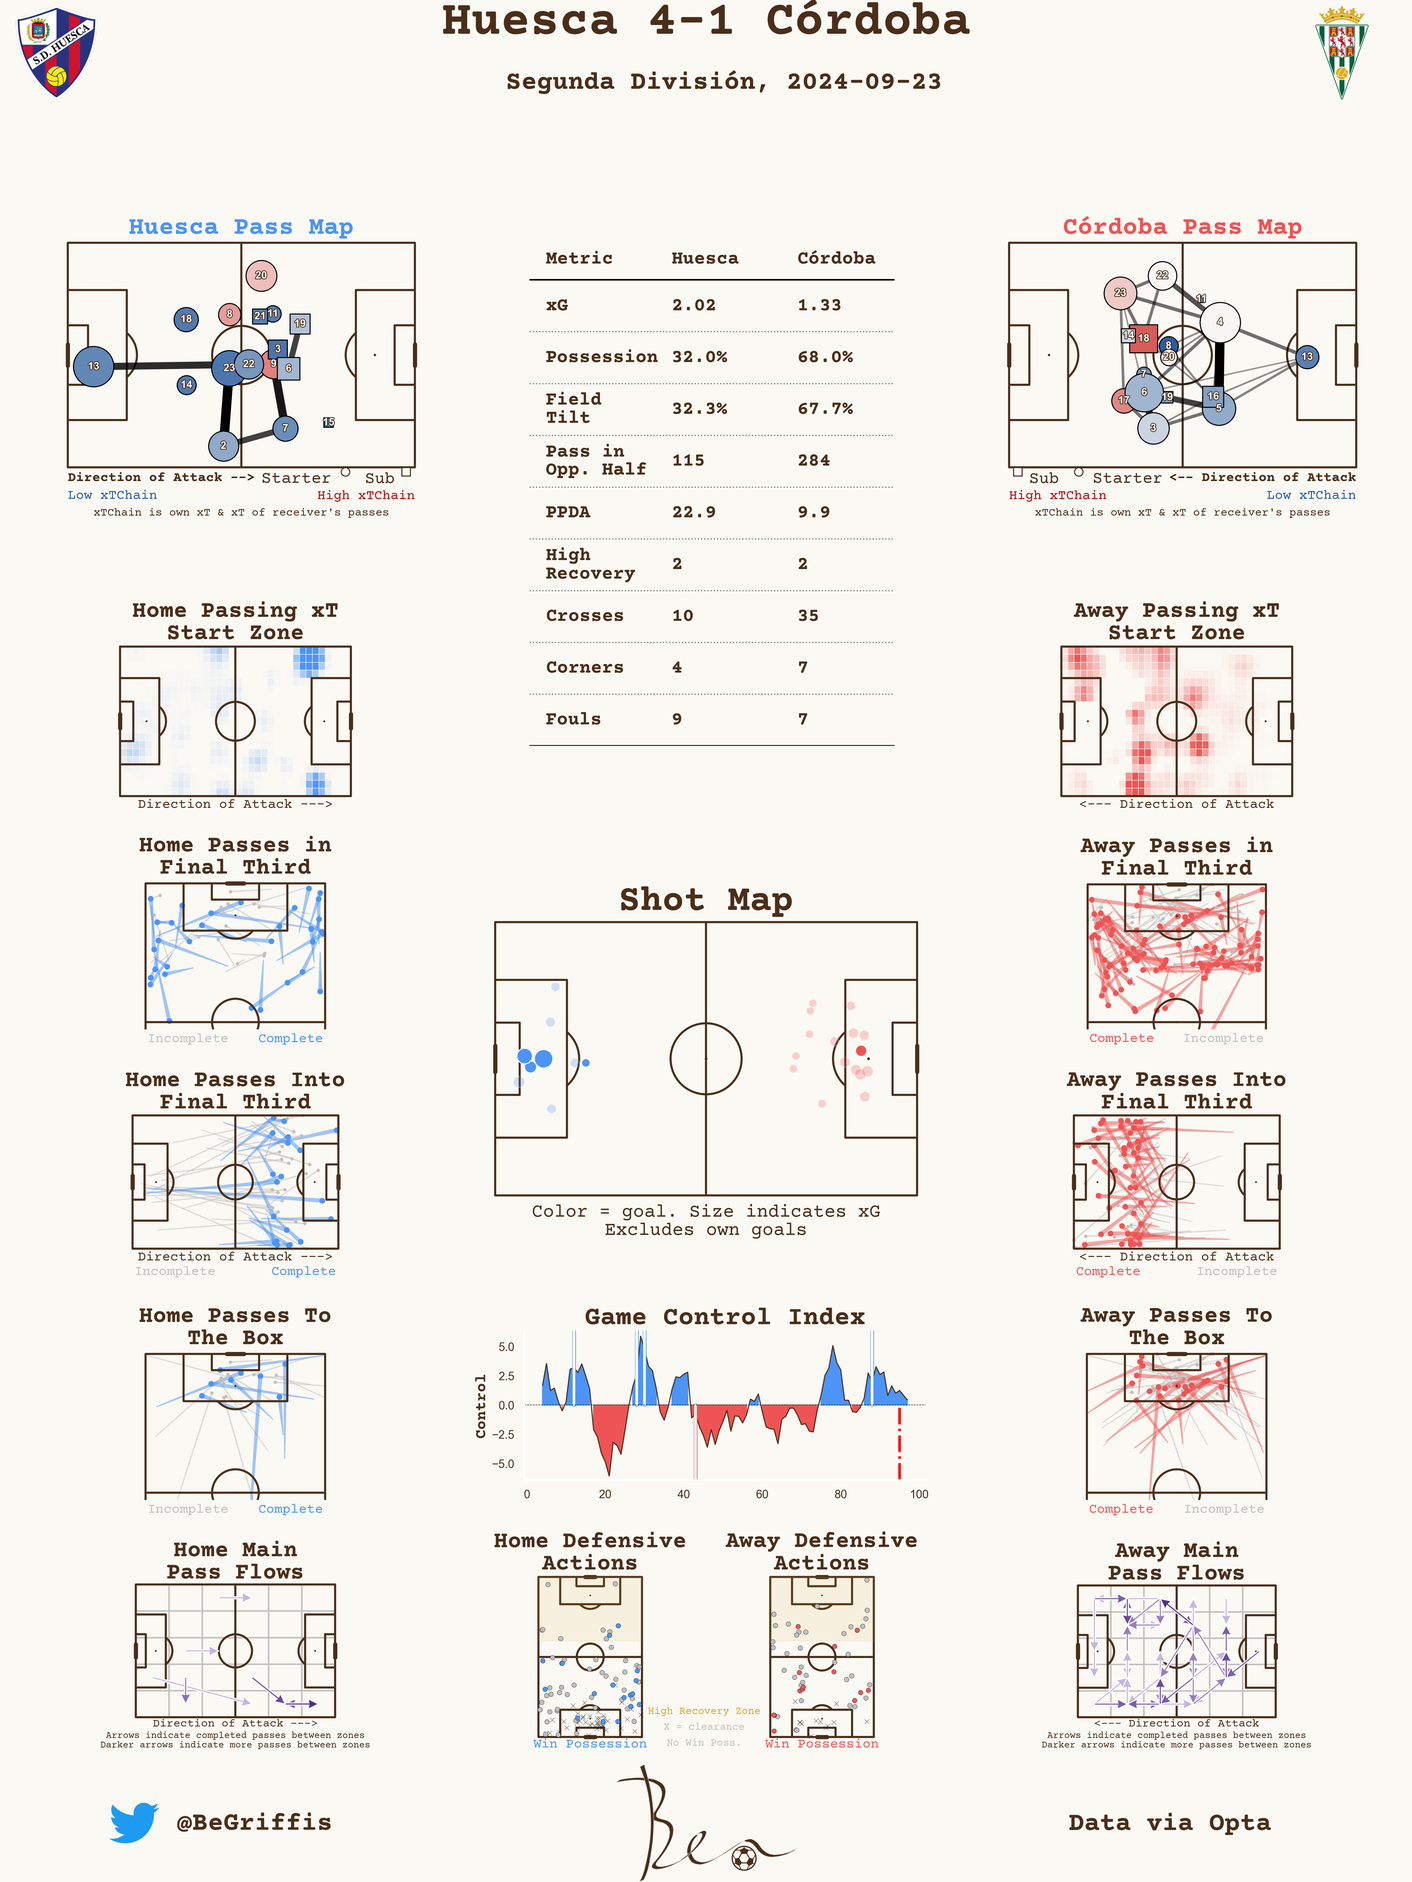 Huesca 4-1 Córdoba
Segunda División, 2024-09-23
S.D. HUESCA
Huesca Pass Map
20
18
8
21
11
19
3
13
23
22
9
6
14
7
15
2
Direction of Attack --> Starter Sub
Low xTChain High xTChain
xTChain is own xT & xT of receiver's passes
Metric Huesca Córdoba
xG 2.02 1.33
Possession 32.0% 68.0%
Field
Tilt 32.3% 67.7%
Pass in
Opp. Half 115 284
PPDA 22.9 9.9
High
Recovery 2 2
Crosses 10 35
Corners 4 7
Fouls 9 7
Córdoba Pass Map
22
23
11
4
14
18
8
20
13
7
6
17
19
16
5
3
Sub Starter <-- Direction of Attack
High xTChain Low xTChain
xTChain is own xT & xT of receiver's passes
Home Passing xT
Start Zone
Direction of Attack --->
Away Passing xT
Start Zone
<--- Direction of Attack
Home Passes in
Final Third
Incomplete Complete
Away Passes in
Final Third
Complete Incomplete
Shot Map
Color = goal. Size indicates xG
Excludes own goals
Home Passes Into
Final Third
Direction of Attack --->
Incomplete Complete
Away Passes Into
Final Third
<--- Direction of Attack
Complete Incomplete
Home Passes To
The Box
Incomplete Complete
Game Control Index
Control
5.0
2.5
0.0
−2.5
−5.0
0 20 40 60 80 100
Away Passes To
The Box
Complete Incomplete
Home Main
Pass Flows
Direction of Attack --->
Arrows indicate completed passes between zones
Darker arrows indicate more passes between zones
Home Defensive
Actions
Win Possession
Away Defensive
Actions
Win Possession
High Recovery Zone
X = clearance
No Win Poss.
Away Main
Pass Flows
<--- Direction of Attack
Arrows indicate completed passes between zones
Darker arrows indicate more passes between zones
@BeGriffis
Ben
Data via Opta